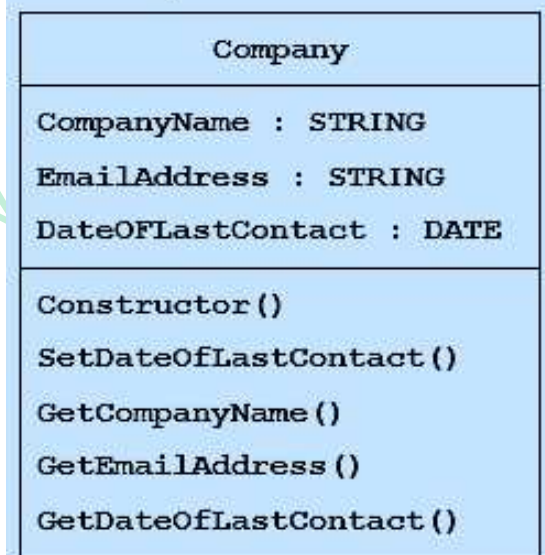 Company
CompanyName : STRING
EmailAddress : STRING
DateOFLastContact : DATE
Constructor()
SetDateOfLastContact()
GetCompanyName()
GetEmailAddress()
GetDateOfLastContact()